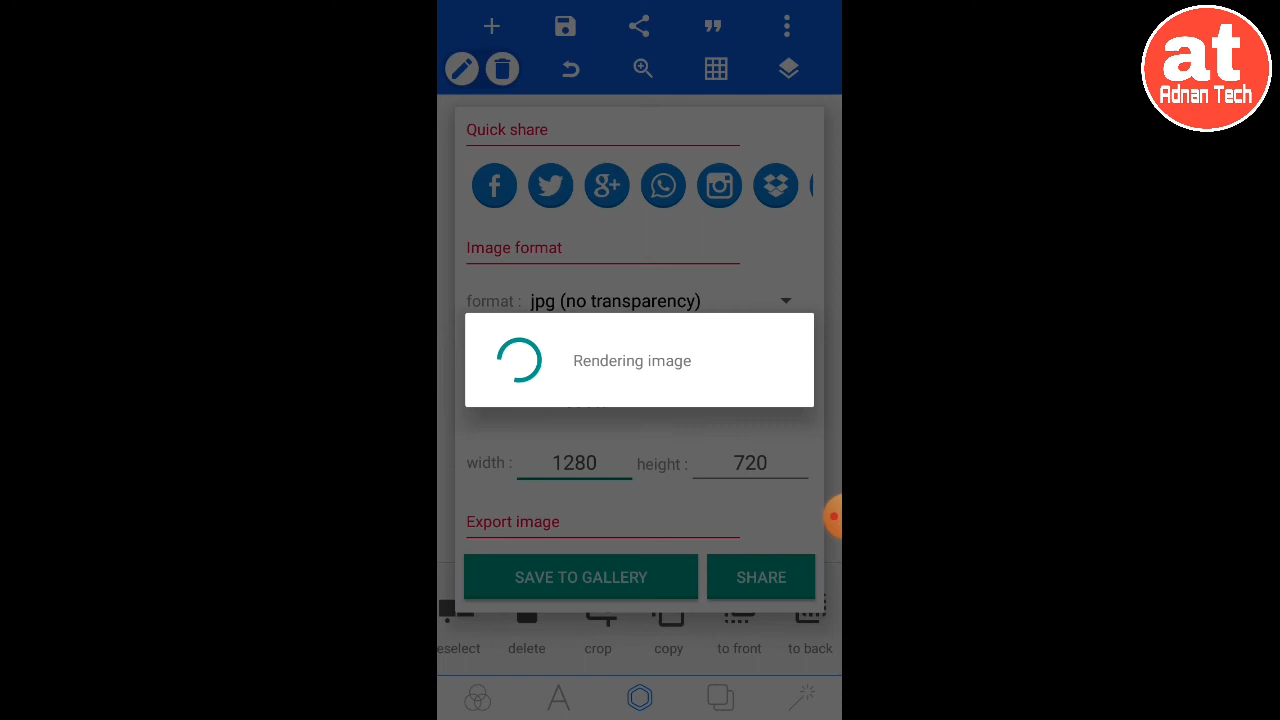 at
Adnan Tech
Quick share
Image format
format : jpg (no transparency)
Rendering image
width : 1280 height : 720
Export image
SAVE TO GALLERY SHARE
eselect delete crop copy to front to back